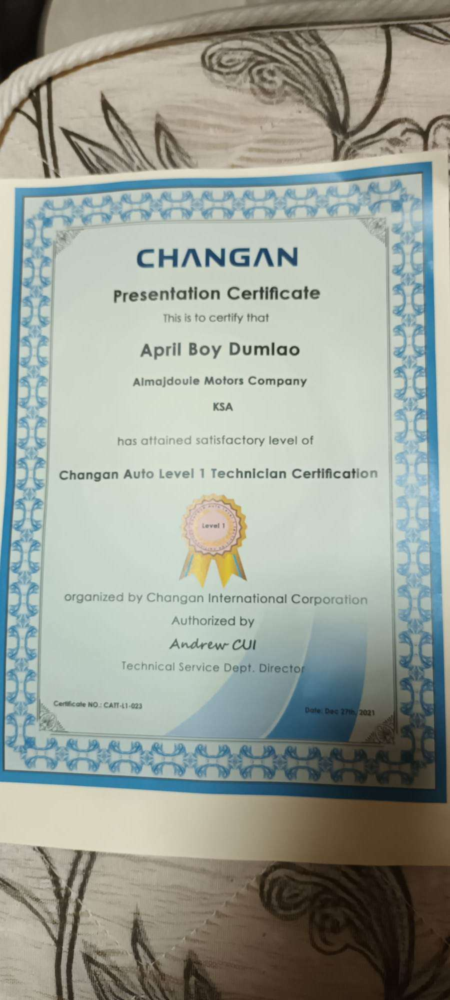 CHANGAN
Presentation Certificate
This is to certify that
April Boy Dumlao
Almajdouie Motors Company
KSA
has attained satisfactory level of
Changan Auto Level 1 Technician Certification
Level 1
organized by Changan International Corporation
Authorized by
Andrew CUI
Technical Service Dept. Director
Certificate NO.: CATT-L1-023
Date: Dec 27th, 2021